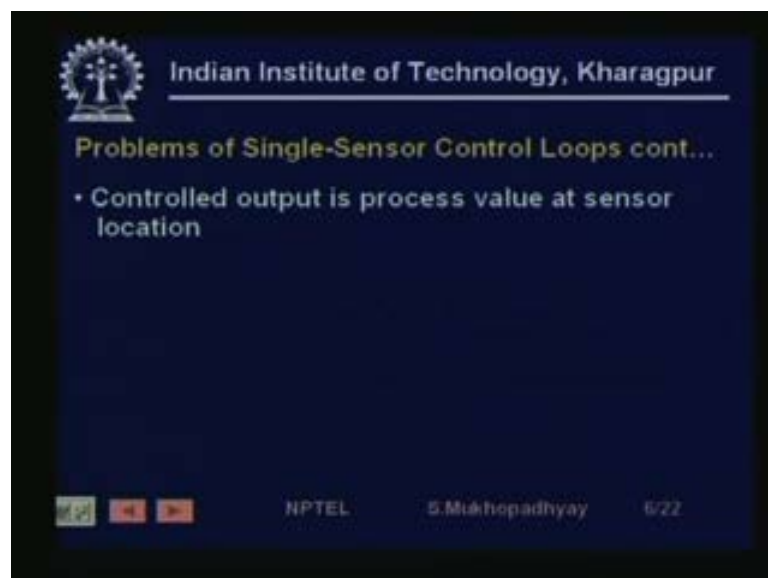 Indian Institute of Technology, Kharagpur
Problems of Single-Sensor Control Loops cont...
• Controlled output is process value at sensor
location
NPTEL S.Mukhopadhyay 6/22